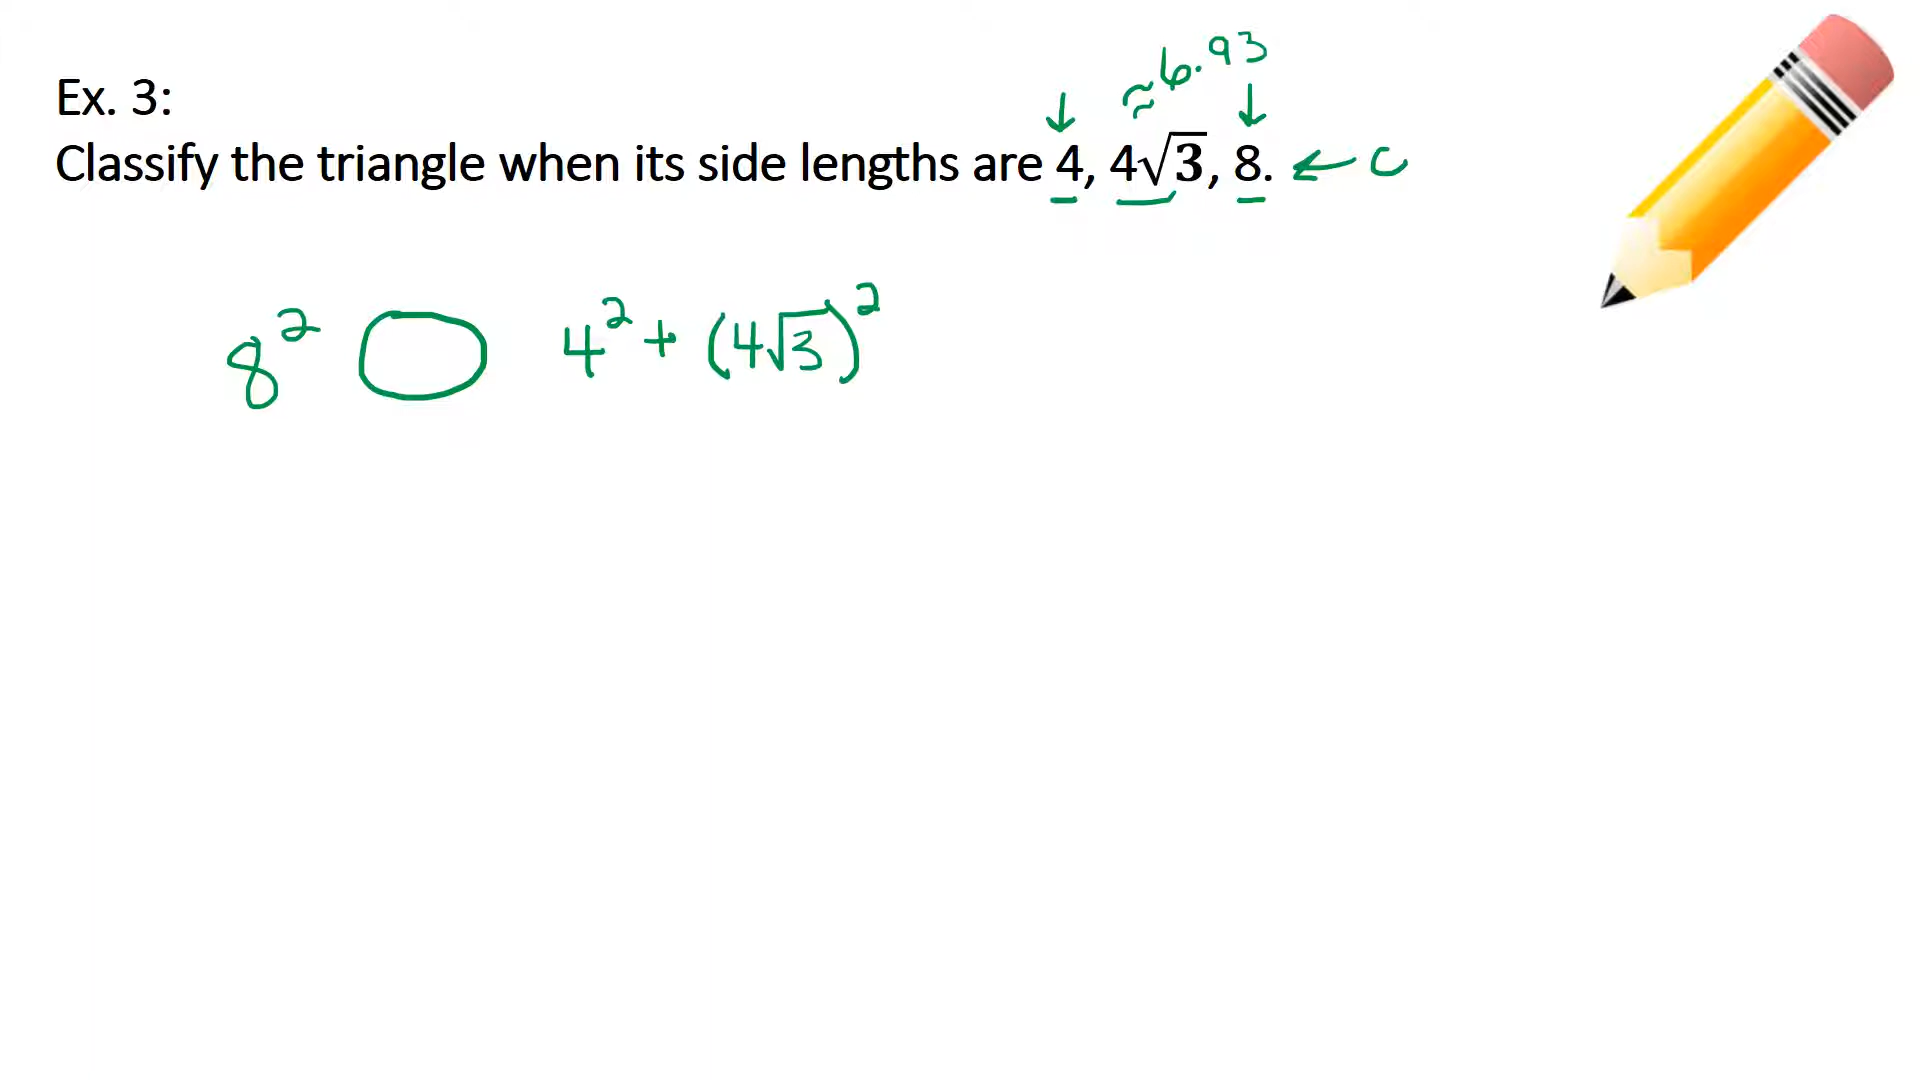 ≈6.93
Ex. 3:
↓ ↓
Classify the triangle when its side lengths are 4, 4√3, 8. ← c
8² ◯ 4² + (4√3)²